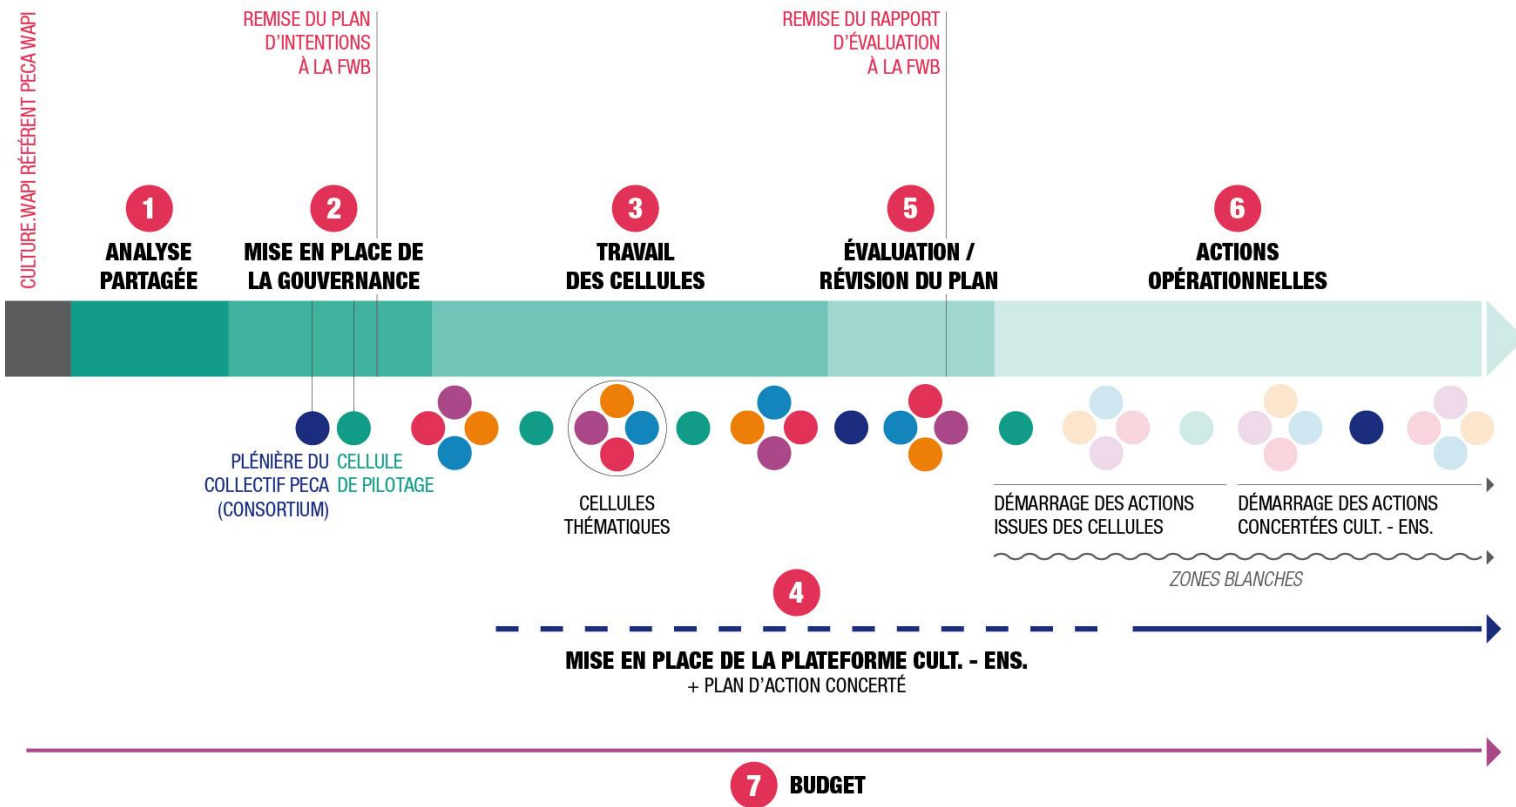 CULTURE.WAPI RÉFÉRENT PECA WAPI
REMISE DU PLAN
D'INTENTIONS
À LA FWB
REMISE DU RAPPORT
D'ÉVALUATION
À LA FWB
1
ANALYSE
PARTAGÉE
2
MISE EN PLACE DE
LA GOUVERNANCE
3
TRAVAIL
DES CELLULES
5
ÉVALUATION /
RÉVISION DU PLAN
6
ACTIONS
OPÉRATIONNELLES
PLÉNIÈRE DU
COLLECTIF PECA
(CONSORTIUM)
CELLULE
DE PILOTAGE
CELLULES
THÉMATIQUES
DÉMARRAGE DES ACTIONS
ISSUES DES CELLULES
DÉMARRAGE DES ACTIONS
CONCERTÉES CULT. - ENS.
ZONES BLANCHES
4
MISE EN PLACE DE LA PLATEFORME CULT. - ENS.
+ PLAN D'ACTION CONCERTÉ
7 BUDGET